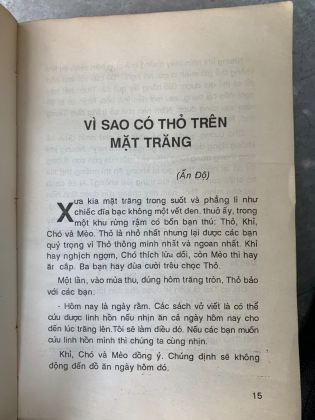 VÌ SAO CÓ THỎ TRÊN
MẶT TRĂNG
(Ấn Độ)
Xưa kia mặt trăng trong suốt và phẳng lì như
chiếc đĩa bạc không một vết đen. thuở ấy, trong
một khu rừng rậm có bốn bạn thú: Thỏ, Khỉ,
Chó và Mèo. Thỏ là nhỏ nhất nhưng lại được các bạn
quý trọng vì Thỏ thông minh nhất và ngoan nhất. Khỉ
hay nghịch ngợm, Chó thích lừu đối, còn Mèo thì hay
ăr cắp. Ba bạn hay đùa cười trêu chọc Thỏ.
Một lần, vào mùa thu, đúng hôm trăng tròn, Thỏ bảo
với các bạn:
- Hôm nay là ngày rằm. Các sách vở viết là có thể
cứu được linh hồn nếu nhịn ăn cả ngày hôm nay cho
đến lúc trăng lên.Tôi sẽ làm điều đó. Nếu các bạn muốn
cứu linh hồn mình thì chúng ta cùng nhịn.
Khỉ, Chó và Mèo đồng ý. Chúng định sẽ không
động đến đồ ăn ngày hôm đó.
15